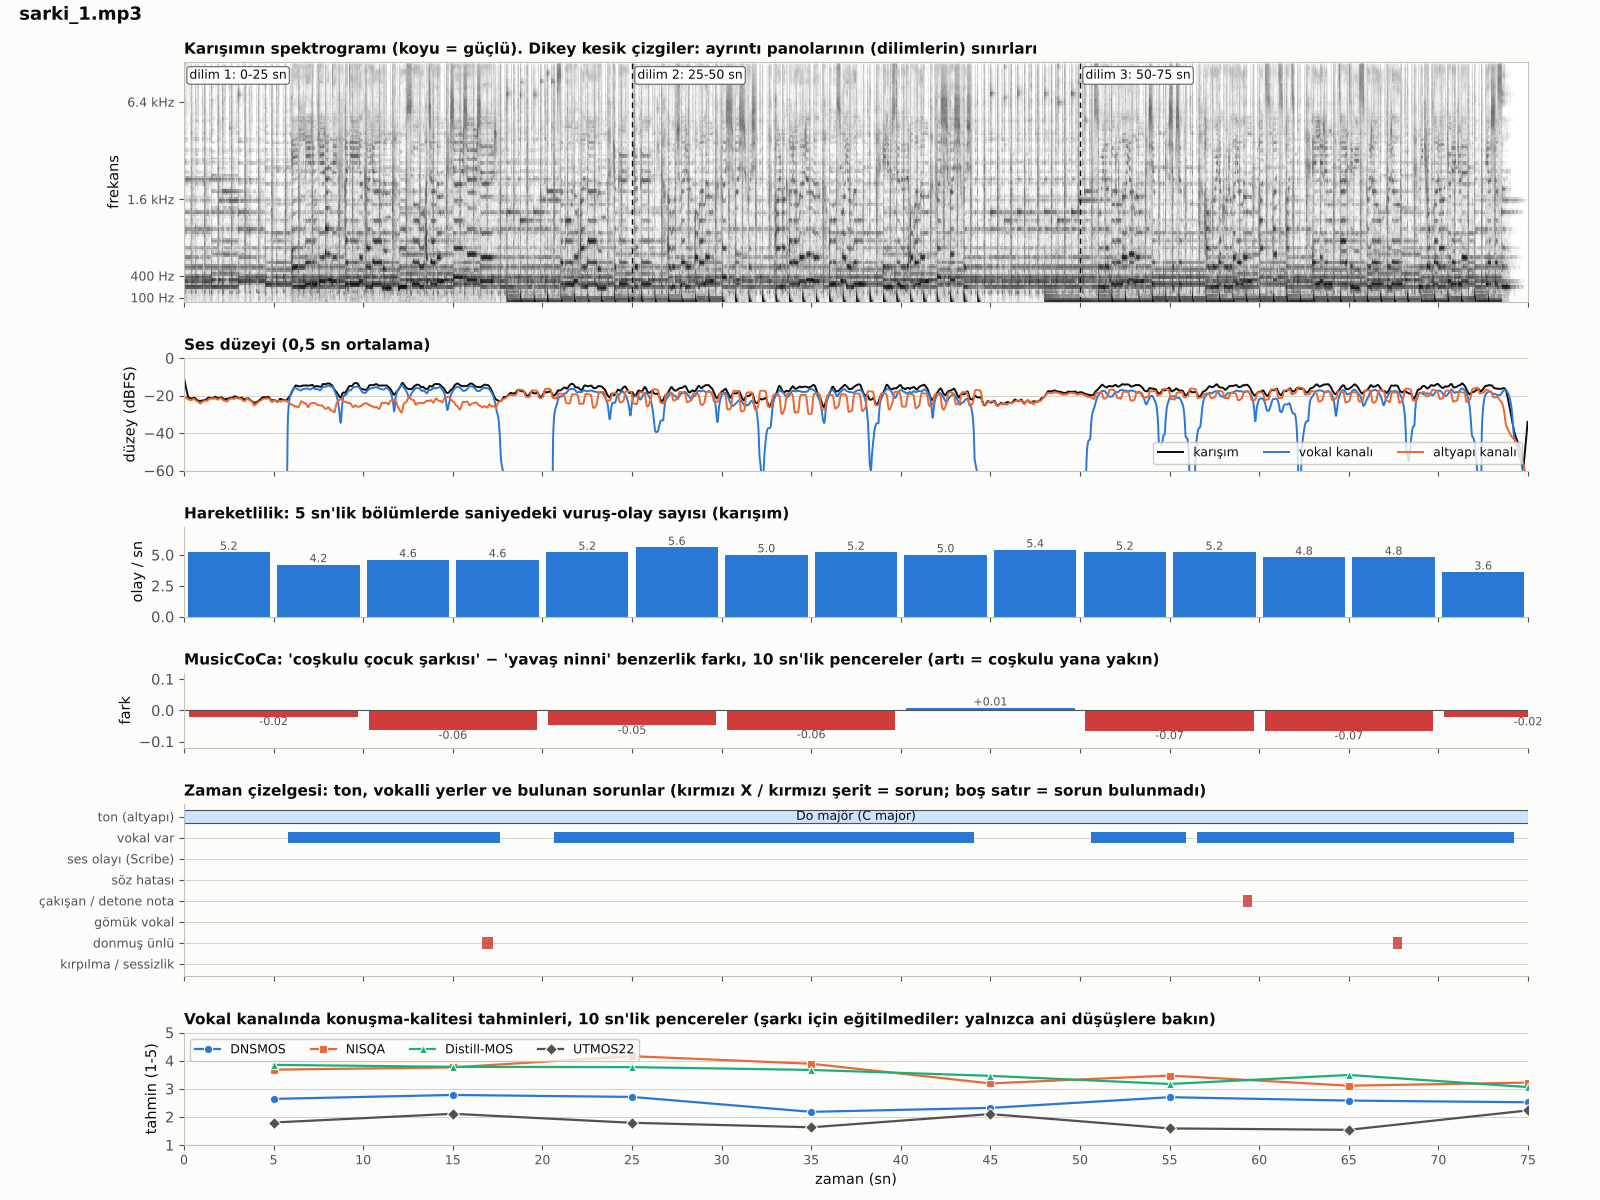 sarki_1.mp3
Karışımın spektrogramı (koyu = güçlü). Dikey kesik çizgiler: ayrıntı panolarının (dilimlerin) sınırları
dilim 1: 0-25 sn
dilim 2: 25-50 sn
dilim 3: 50-75 sn
6.4 kHz
1.6 kHz
400 Hz
100 Hz
frekans
Ses düzeyi (0,5 sn ortalama)
0
−20
−40
−60
düzey (dBFS)
karışım
vokal kanalı
altyapı kanalı
Hareketlilik: 5 sn'lik bölümlerde saniyedeki vuruş-olay sayısı (karışım)
5.2
4.2
4.6
4.6
5.2
5.6
5.0
5.2
5.0
5.4
5.2
5.2
4.8
4.8
3.6
5.0
2.5
0.0
olay / sn
MusicCoCa: 'coşkulu çocuk şarkısı' − 'yavaş ninni' benzerlik farkı, 10 sn'lik pencereler (artı = coşkulu yana yakın)
0.1
0.0
−0.1
fark
-0.02
-0.06
-0.05
-0.06
+0.01
-0.07
-0.07
-0.02
Zaman çizelgesi: ton, vokalli yerler ve bulunan sorunlar (kırmızı X / kırmızı şerit = sorun; boş satır = sorun bulunmadı)
ton (altyapı)
Do majör (C major)
vokal var
ses olayı (Scribe)
söz hatası
çakışan / detone nota
gömük vokal
donmuş ünlü
kırpılma / sessizlik
Vokal kanalında konuşma-kalitesi tahminleri, 10 sn'lik pencereler (şarkı için eğitilmediler: yalnızca ani düşüşlere bakın)
DNSMOS
NISQA
Distill-MOS
UTMOS22
5
4
3
2
1
tahmin (1-5)
0 5 10 15 20 25 30 35 40 45 50 55 60 65 70 75
zaman (sn)